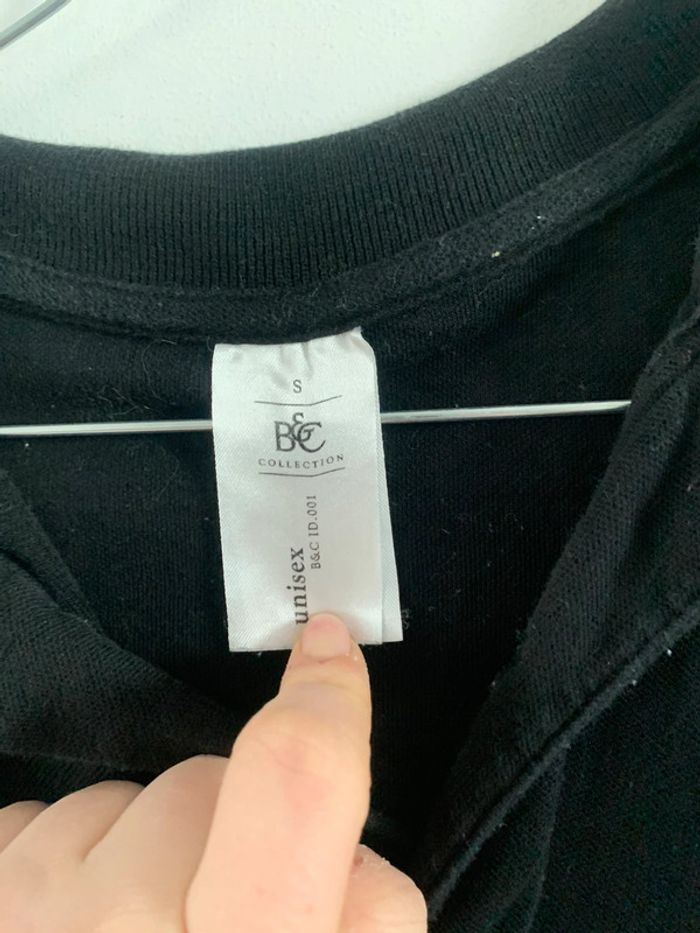 S
B&C
COLLECTION
unisex
B&C ID.001